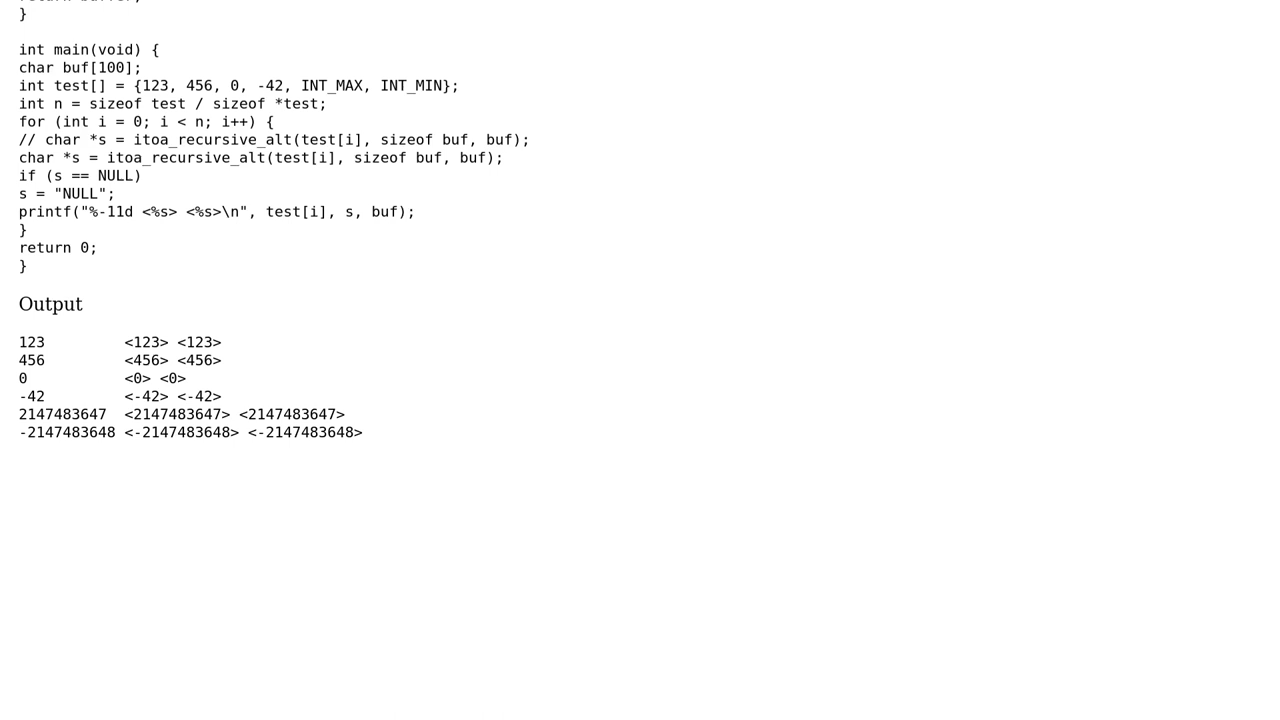 }
int main(void) {
char buf[100];
int test[] = {123, 456, 0, -42, INT_MAX, INT_MIN};
int n = sizeof test / sizeof *test;
for (int i = 0; i < n; i++) {
// char *s = itoa_recursive_alt(test[i], sizeof buf, buf);
char *s = itoa_recursive_alt(test[i], sizeof buf, buf);
if (s == NULL)
s = "NULL";
printf("%-11d <%s> <%s>\n", test[i], s, buf);
}
return 0;
}
Output
123         <123> <123>
456         <456> <456>
0           <0> <0>
-42         <-42> <-42>
2147483647  <2147483647> <2147483647>
-2147483648 <-2147483648> <-2147483648>